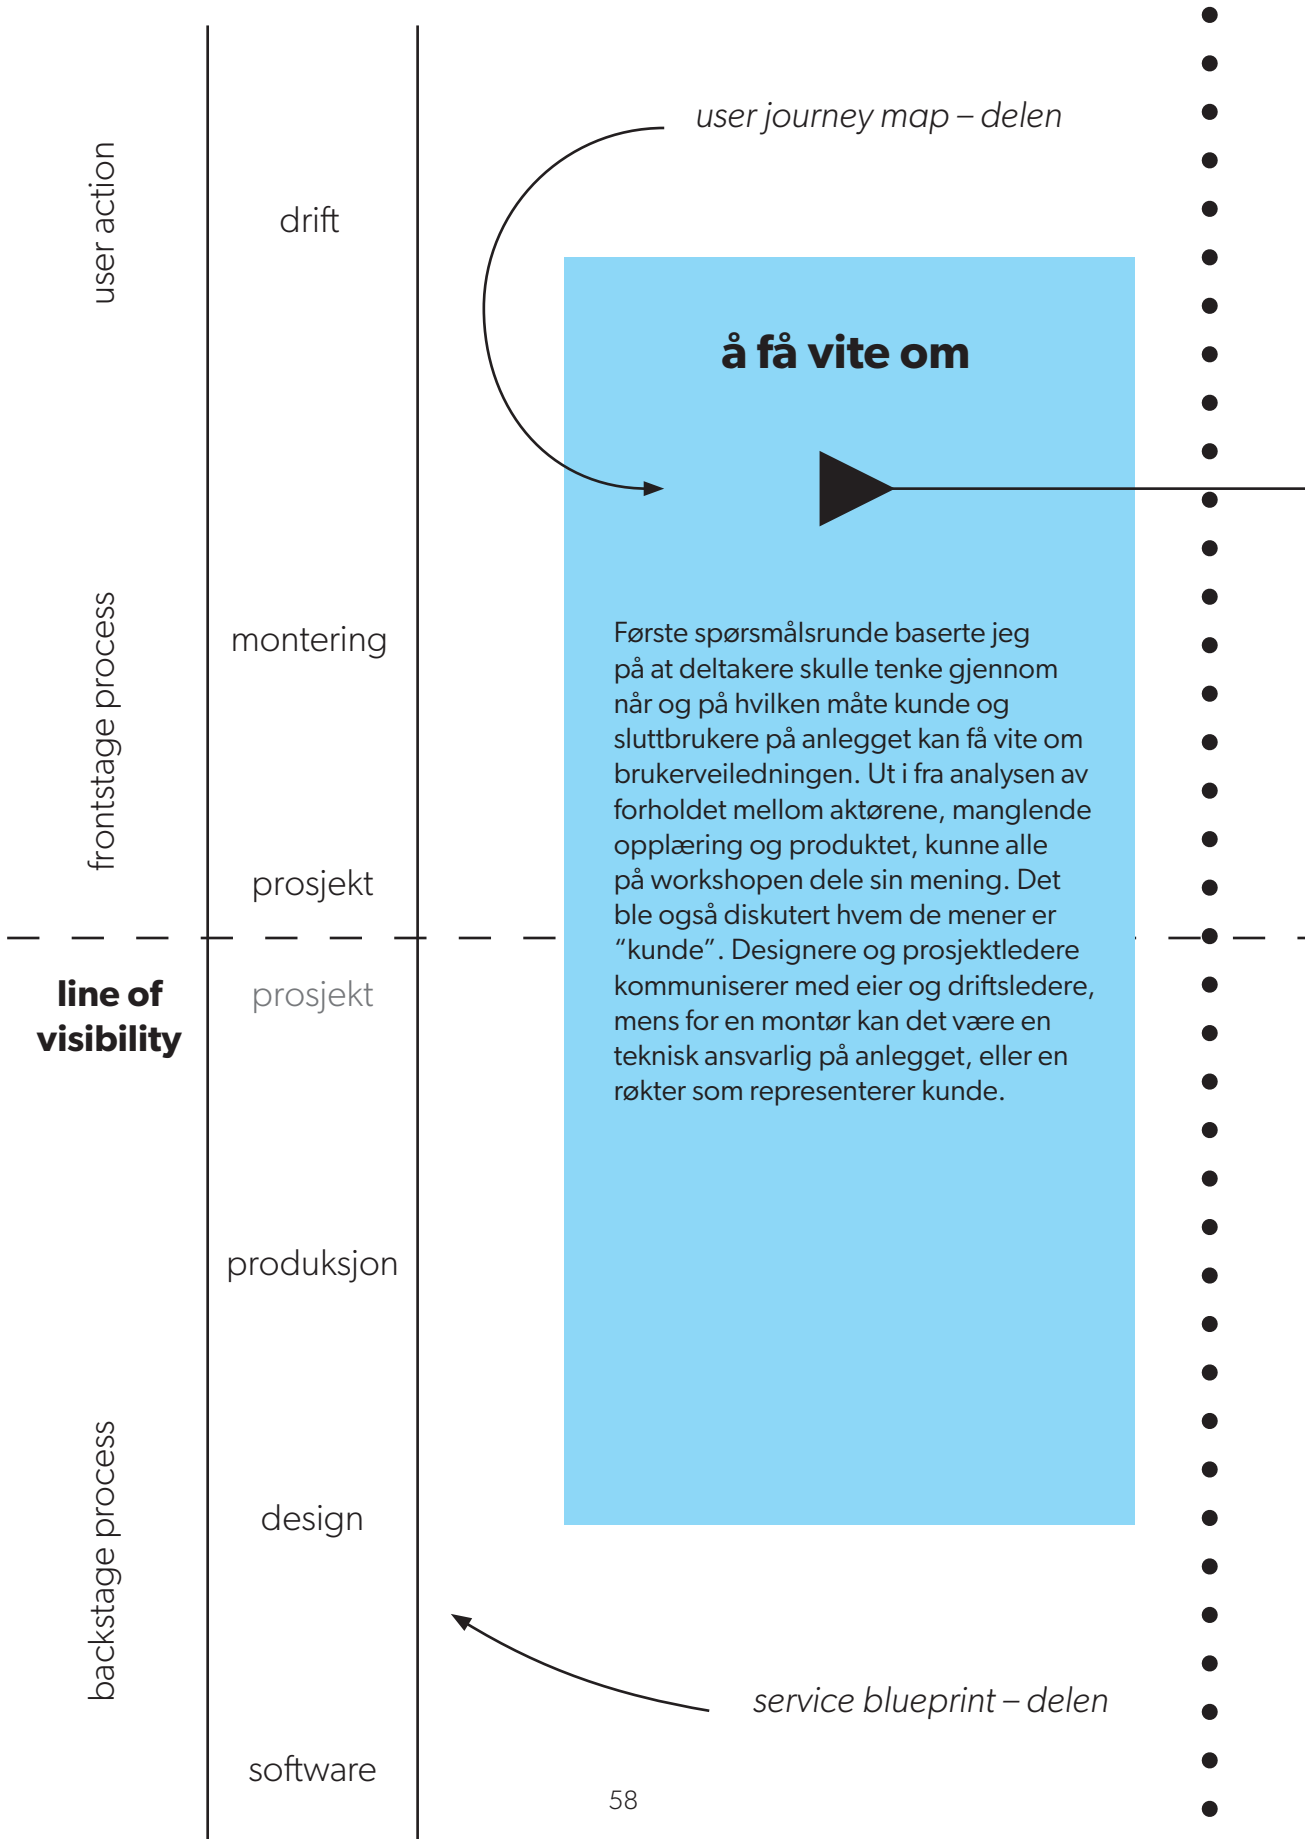 user action
frontstage process
line of
visibility
backstage process
drift
montering
prosjekt
prosjekt
produksjon
design
software
user journey map – delen
å få vite om
Første spørsmålsrunde baserte jeg
på at deltakere skulle tenke gjennom
når og på hvilken måte kunde og
sluttbrukere på anlegget kan få vite om
brukerveiledningen. Ut i fra analysen av
forholdet mellom aktørene, manglende
opplæring og produktet, kunne alle
på workshopen dele sin mening. Det
ble også diskutert hvem de mener er
“kunde”. Designere og prosjektledere
kommuniserer med eier og driftsledere,
mens for en montør kan det være en
teknisk ansvarlig på anlegget, eller en
røkter som representerer kunde.
service blueprint – delen
58